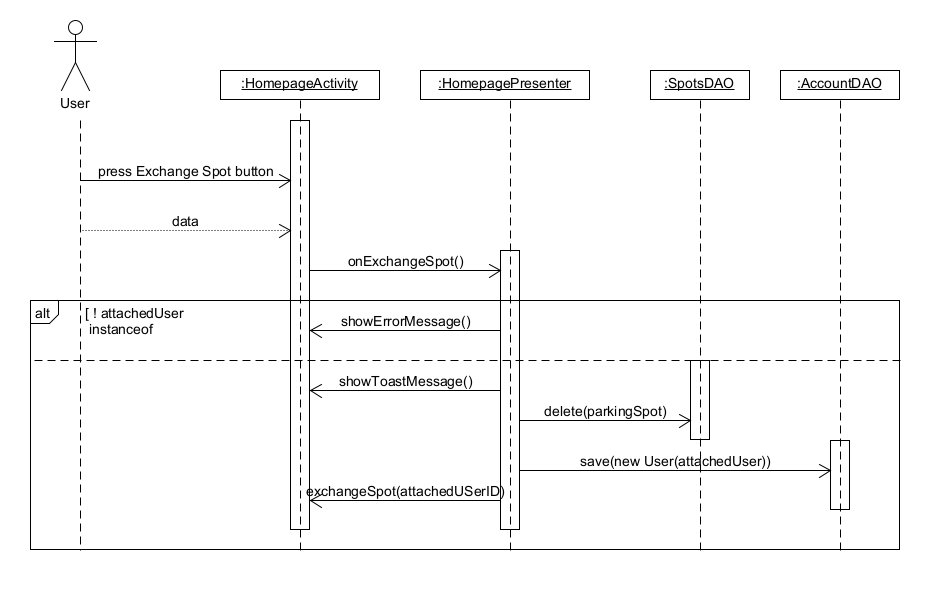 User
:HomepageActivity
:HomepagePresenter
:SpotsDAO
:AccountDAO
press Exchange Spot button
data
onExchangeSpot()
alt
[ ! attachedUser
instanceof
showErrorMessage()
showToastMessage()
delete(parkingSpot)
save(new User(attachedUser))
exchangeSpot(attachedUSerID)